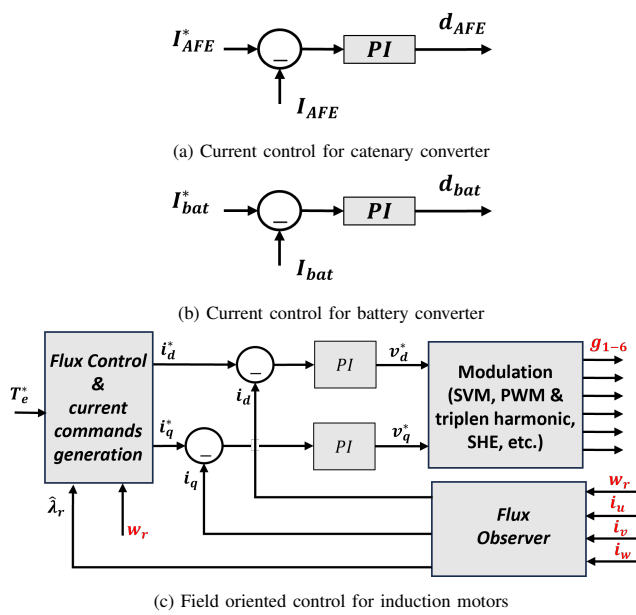 I*AFE
PI
dAFE
−
IAFE
(a) Current control for catenary converter
I*bat
PI
dbat
−
Ibat
(b) Current control for battery converter
Flux Control
&
current
commands
generation
T*e
i*d
−
id
PI
v*d
i*q
−
iq
PI
v*q
Modulation
(SVM, PWM &
triplen harmonic,
SHE, etc.)
g1−6
λ̂r
wr
Flux
Observer
wr
iu
iv
iw
(c) Field oriented control for induction motors